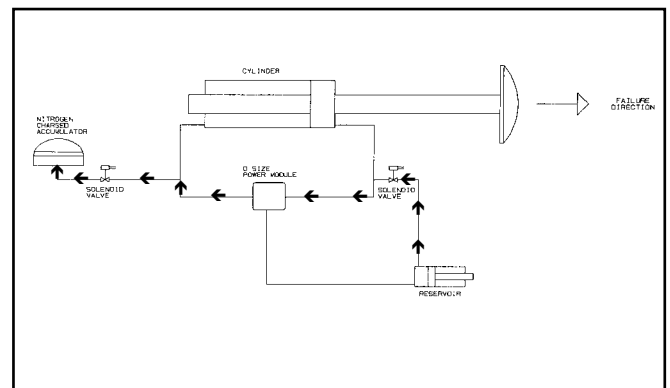 CYLINDER
FAILURE
DIRECTION
NITROGEN
CHARGED
ACCUMULATOR
D SIZE
POWER MODULE
SOLENOID
VALVE
SOLENOID
VALVE
RESERVOIR